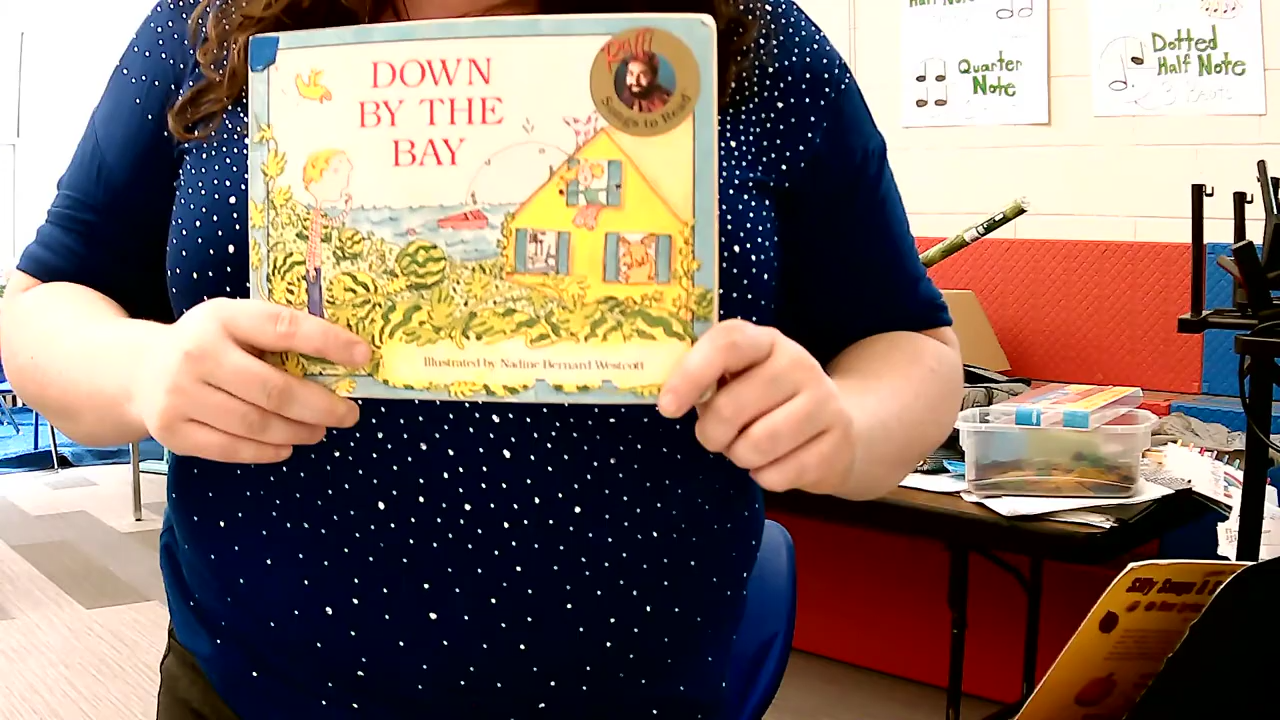 DOWN
BY THE
BAY
Raffi
Songs to Read
Illustrated by Nadine Bernard Westcott
Half Note
Quarter
Note
Dotted
Half Note
Silly Songs